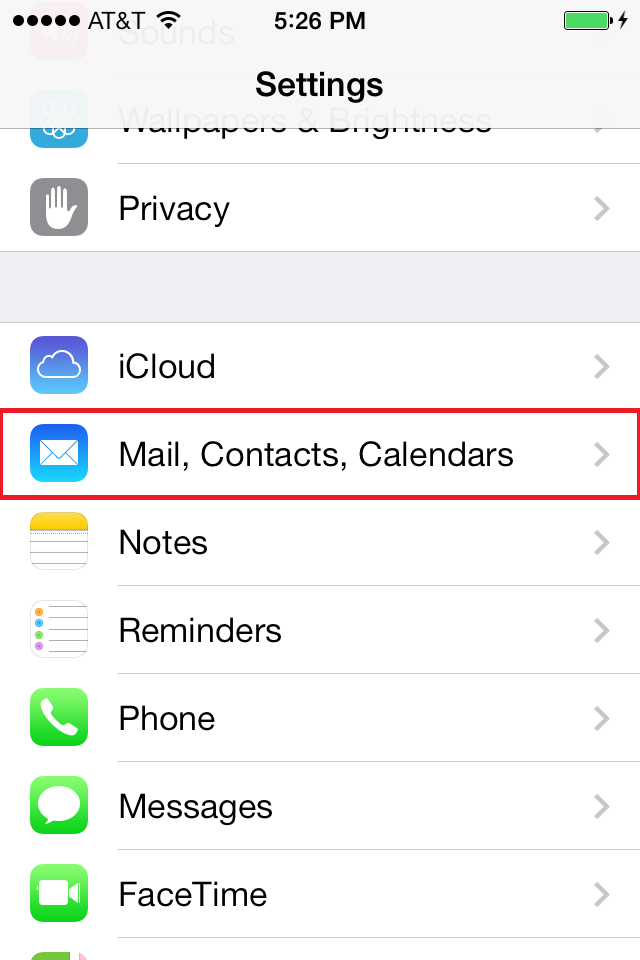 AT&T 5:26 PM
Sounds
Settings
Wallpapers & Brightness
Privacy
iCloud
Mail, Contacts, Calendars
Notes
Reminders
Phone
Messages
FaceTime